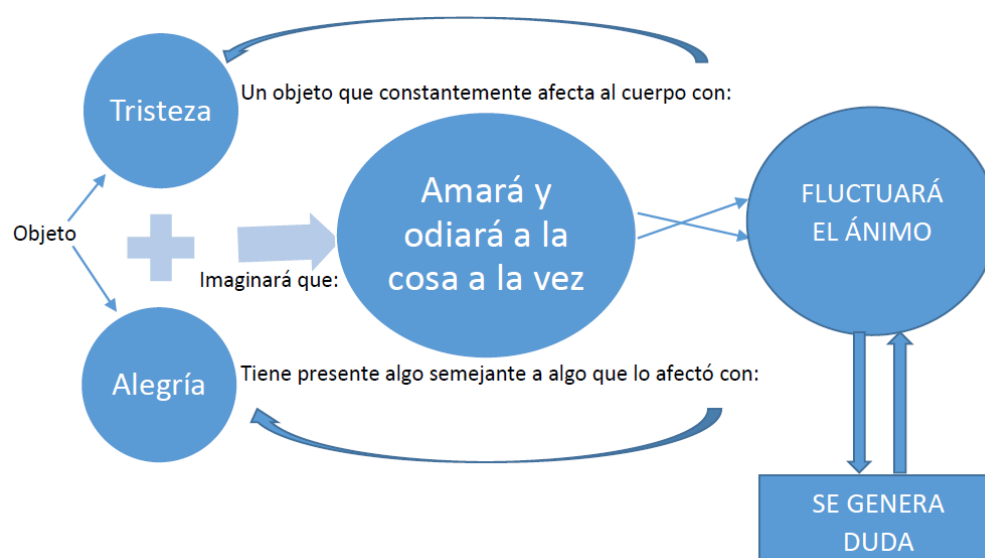 Tristeza
Un objeto que constantemente afecta al cuerpo con:
Objeto
Imaginará que:
Amará y
odiará a la
cosa a la vez
FLUCTUARÁ
EL ÁNIMO
Alegría
Tiene presente algo semejante a algo que lo afectó con:
SE GENERA
DUDA